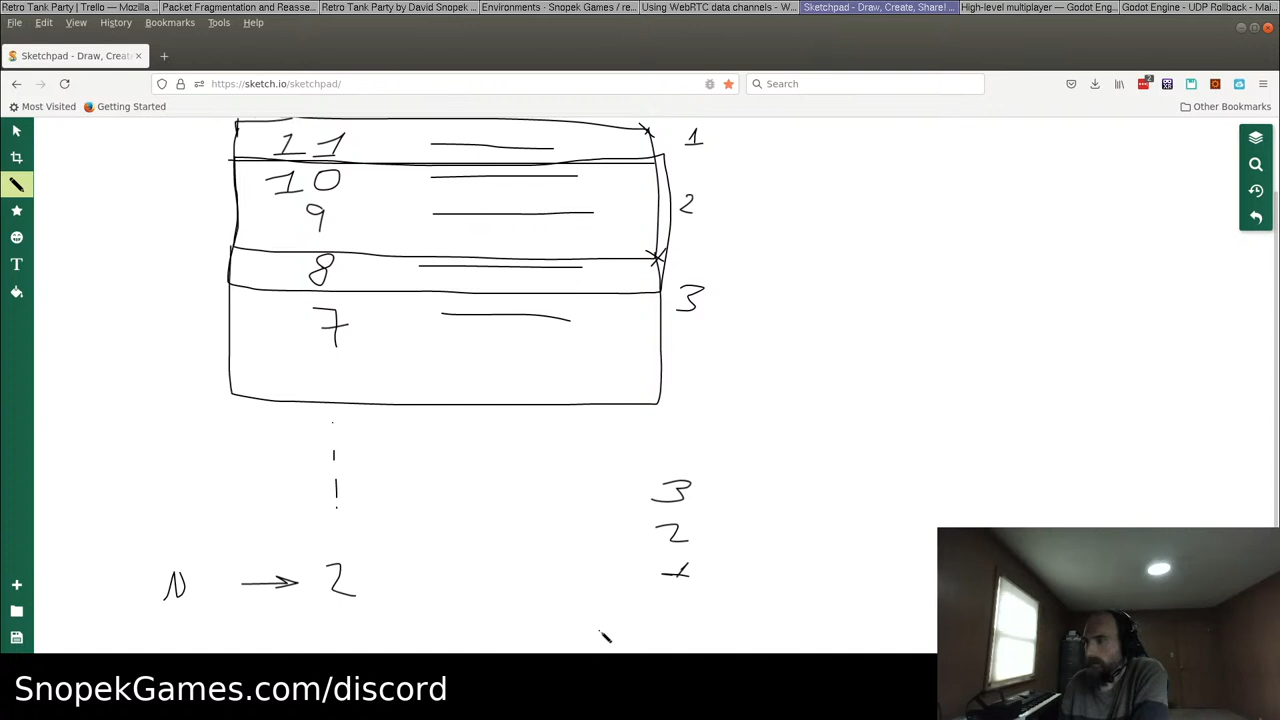 Retro Tank Party — Trello — Mozilla ...
Packet Fragmentation and Reasse...
Retro Tank Party by David Snopek ...
Environments · Snopek Games / re...
Using WebRTC data channels - W...
Sketchpad - Draw, Create, Share! ...
High-level multiplayer — Godot Eng...
Godot Engine - UDP Rollback - Mai...
File Edit View History Bookmarks Tools Help
Sketchpad - Draw, Creat
https://sketch.io/sketchpad/
Search
Most Visited
Getting Started
Other Bookmarks
11
1
10
9
2
8
3
7
3
2
1
N → 2
T
SnopekGames.com/discord